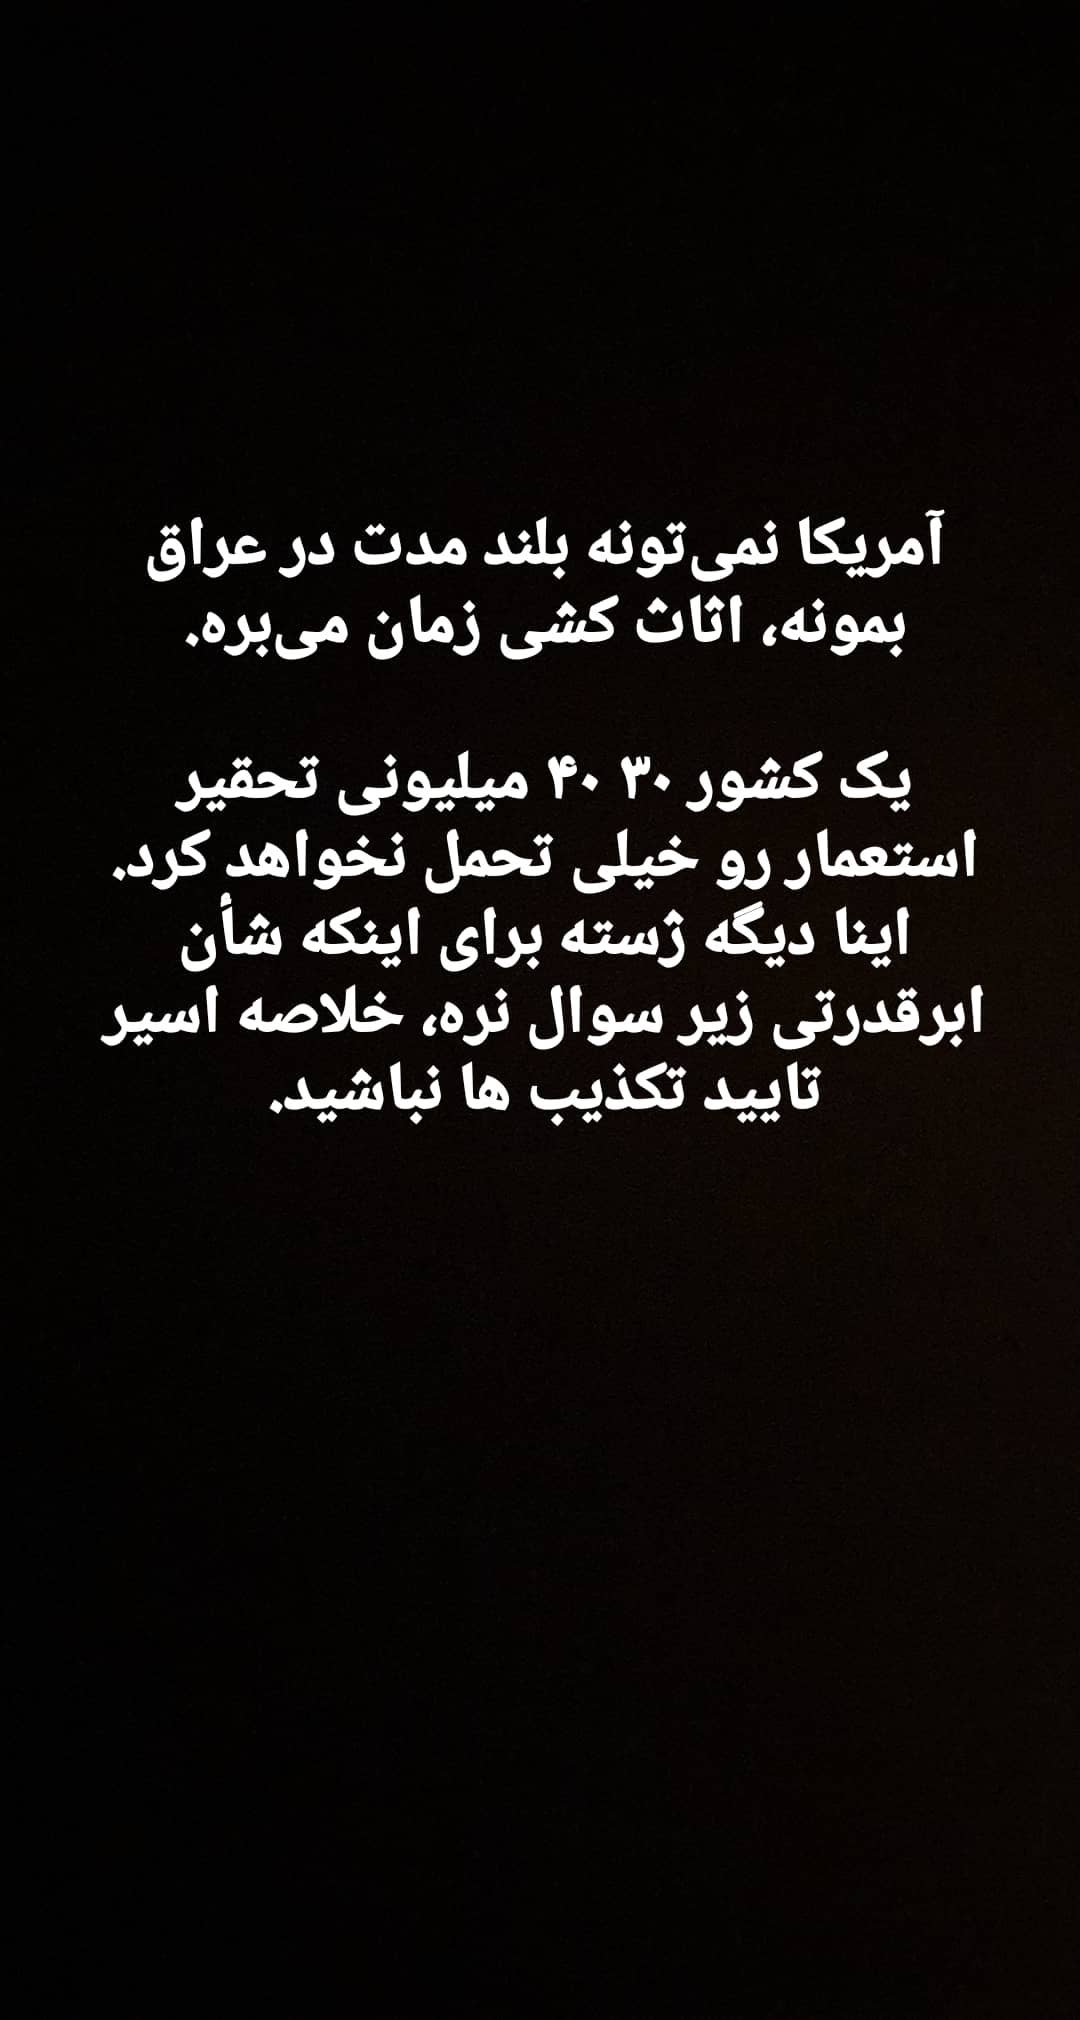 آمریکا نمی‌تونه بلند مدت در عراق
بمونه، اثاث کشی زمان می‌بره.
یک کشور ۳۰ ۴۰ میلیونی تحقیر
استعمار رو خیلی تحمل نخواهد کرد.
اینا دیگه ژسته برای اینکه شأن
ابرقدرتی زیر سوال نره، خلاصه اسیر
تایید تکذیب ها نباشید.